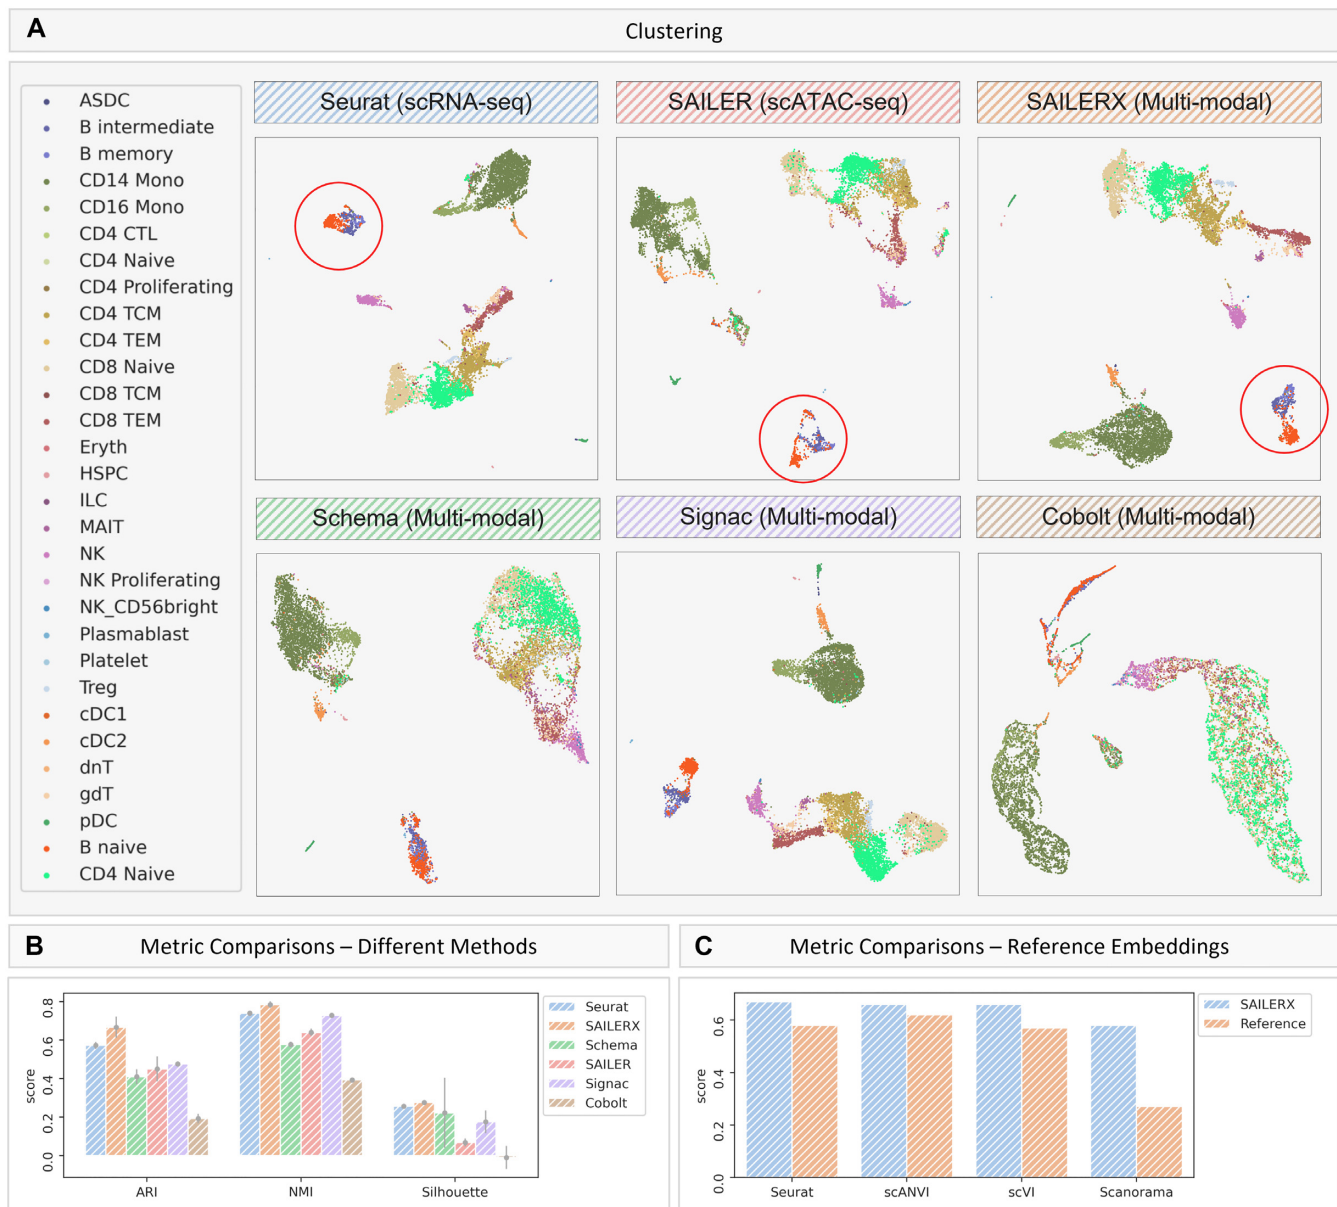 A
Clustering
ASDC
B intermediate
B memory
CD14 Mono
CD16 Mono
CD4 CTL
CD4 Naive
CD4 Proliferating
CD4 TCM
CD4 TEM
CD8 Naive
CD8 TCM
CD8 TEM
Eryth
HSPC
ILC
MAIT
NK
NK Proliferating
NK_CD56bright
Plasmablast
Platelet
Treg
cDC1
cDC2
dnT
gdT
pDC
B naive
CD4 Naive
Seurat (scRNA-seq)
SAILER (scATAC-seq)
SAILERX (Multi-modal)
Schema (Multi-modal)
Signac (Multi-modal)
Cobolt (Multi-modal)
B
Metric Comparisons – Different Methods
score
0.8
0.6
0.4
0.2
0.0
ARI
NMI
Silhouette
Seurat
SAILERX
Schema
SAILER
Signac
Cobolt
C
Metric Comparisons – Reference Embeddings
score
0.6
0.4
0.2
0.0
Seurat
scANVI
scVI
Scanorama
SAILERX
Reference